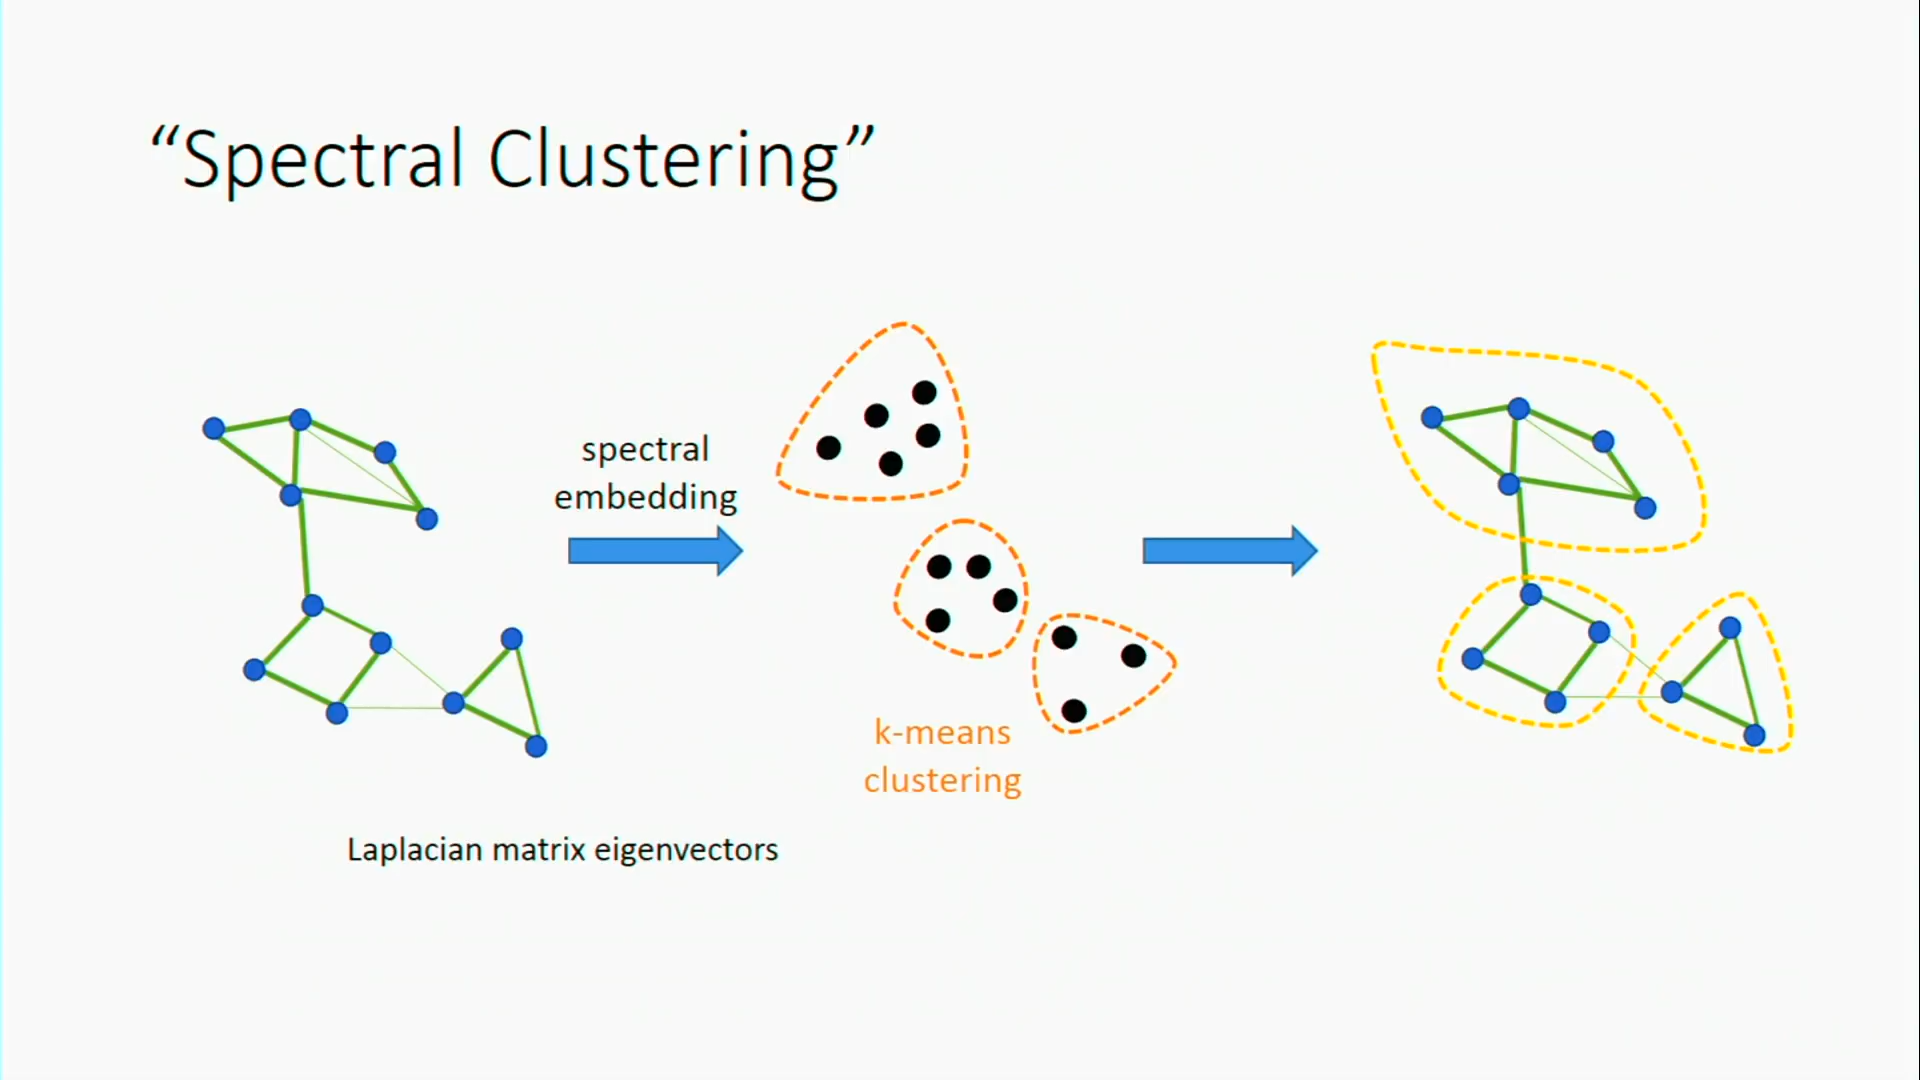 “Spectral Clustering”
spectral
embedding
k-means
clustering
Laplacian matrix eigenvectors